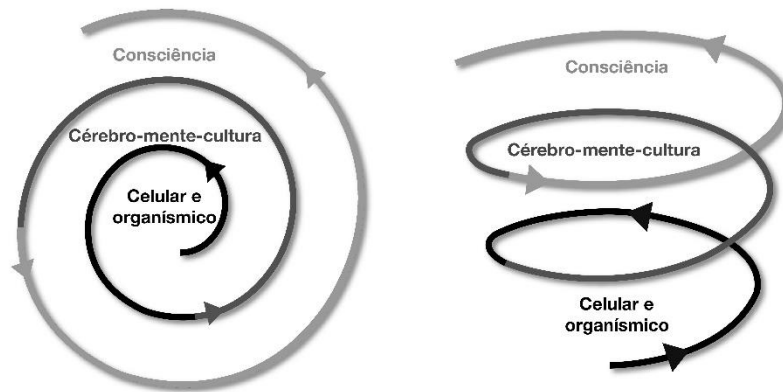 Consciência
Cérebro-mente-cultura
Celular e
organísmico
Consciência
Cérebro-mente-cultura
Celular e
organísmico